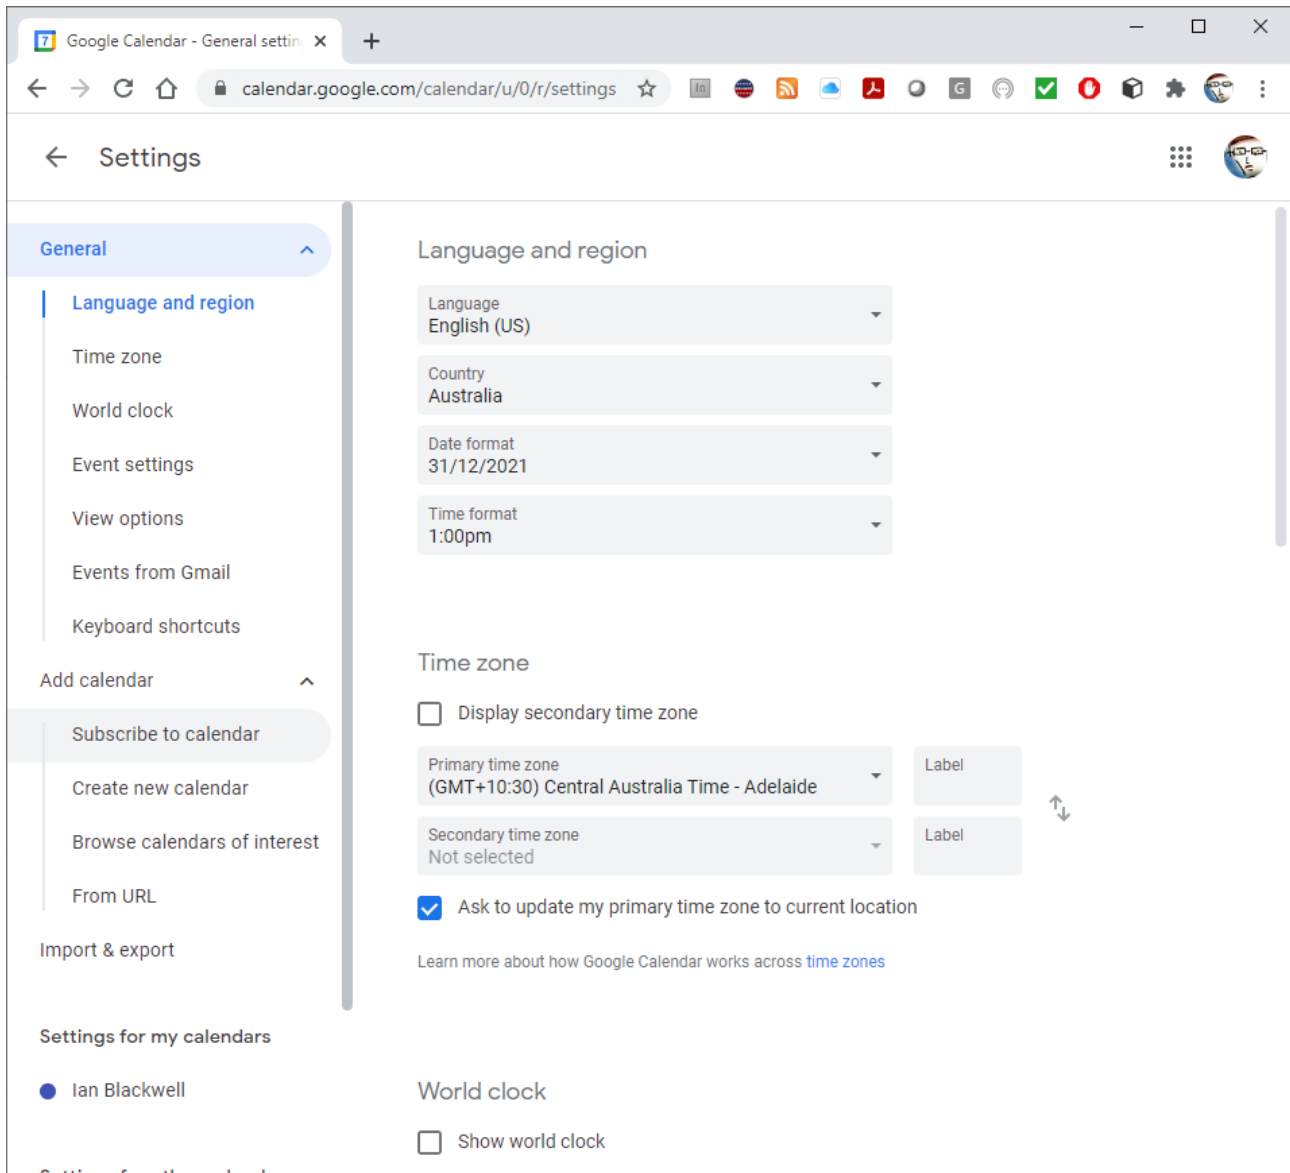 7 Google Calendar - General settin
calendar.google.com/calendar/u/0/r/settings
In
G
Settings
General
Language and region
Time zone
World clock
Event settings
View options
Events from Gmail
Keyboard shortcuts
Add calendar
Subscribe to calendar
Create new calendar
Browse calendars of interest
From URL
Import & export
Settings for my calendars
Ian Blackwell
Language and region
Language
English (US)
Country
Australia
Date format
31/12/2021
Time format
1:00pm
Time zone
Display secondary time zone
Primary time zone
(GMT+10:30) Central Australia Time - Adelaide
Label
Secondary time zone
Not selected
Label
Ask to update my primary time zone to current location
Learn more about how Google Calendar works across time zones
World clock
Show world clock